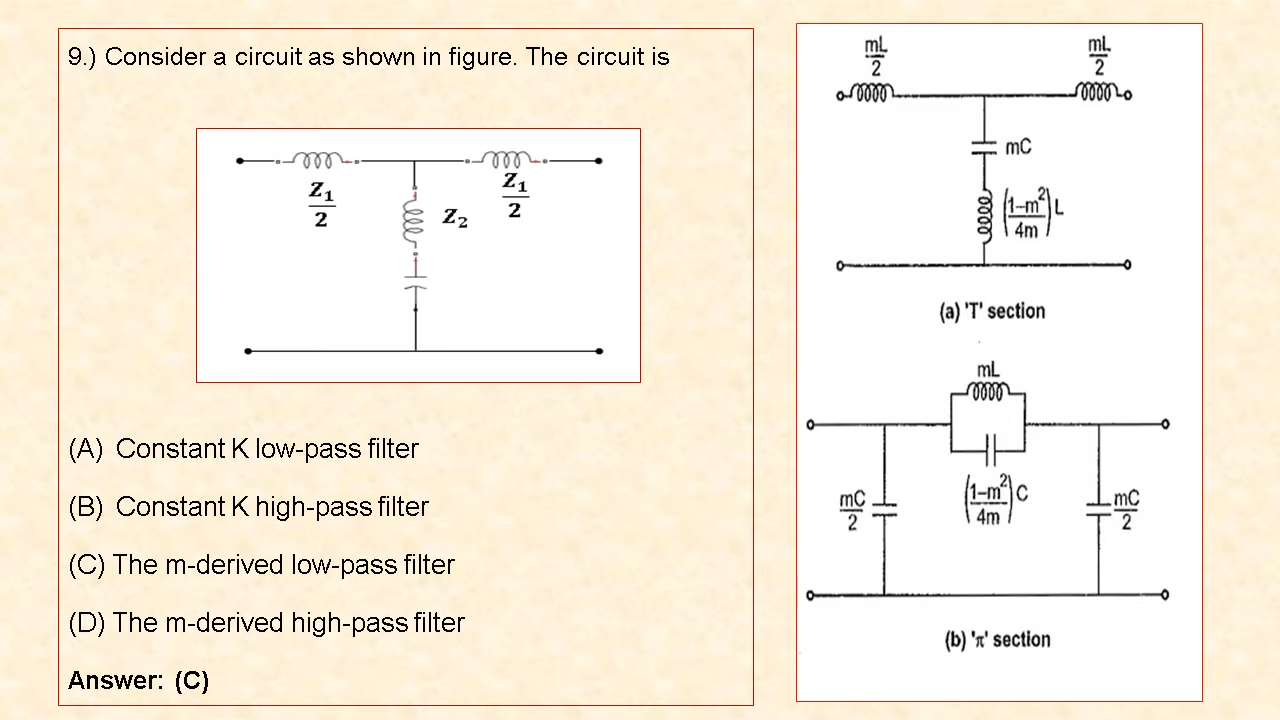 9.) Consider a circuit as shown in figure. The circuit is
Z₁
2
Z₂
Z₁
2
(A) Constant K low-pass filter
(B) Constant K high-pass filter
(C) The m-derived low-pass filter
(D) The m-derived high-pass filter
Answer: (C)
mL
2
mL
2
mC
(1–m²
4m) L
(a) 'T' section
mL
mC
2
(1–m²
4m) C
mC
2
(b) 'π' section